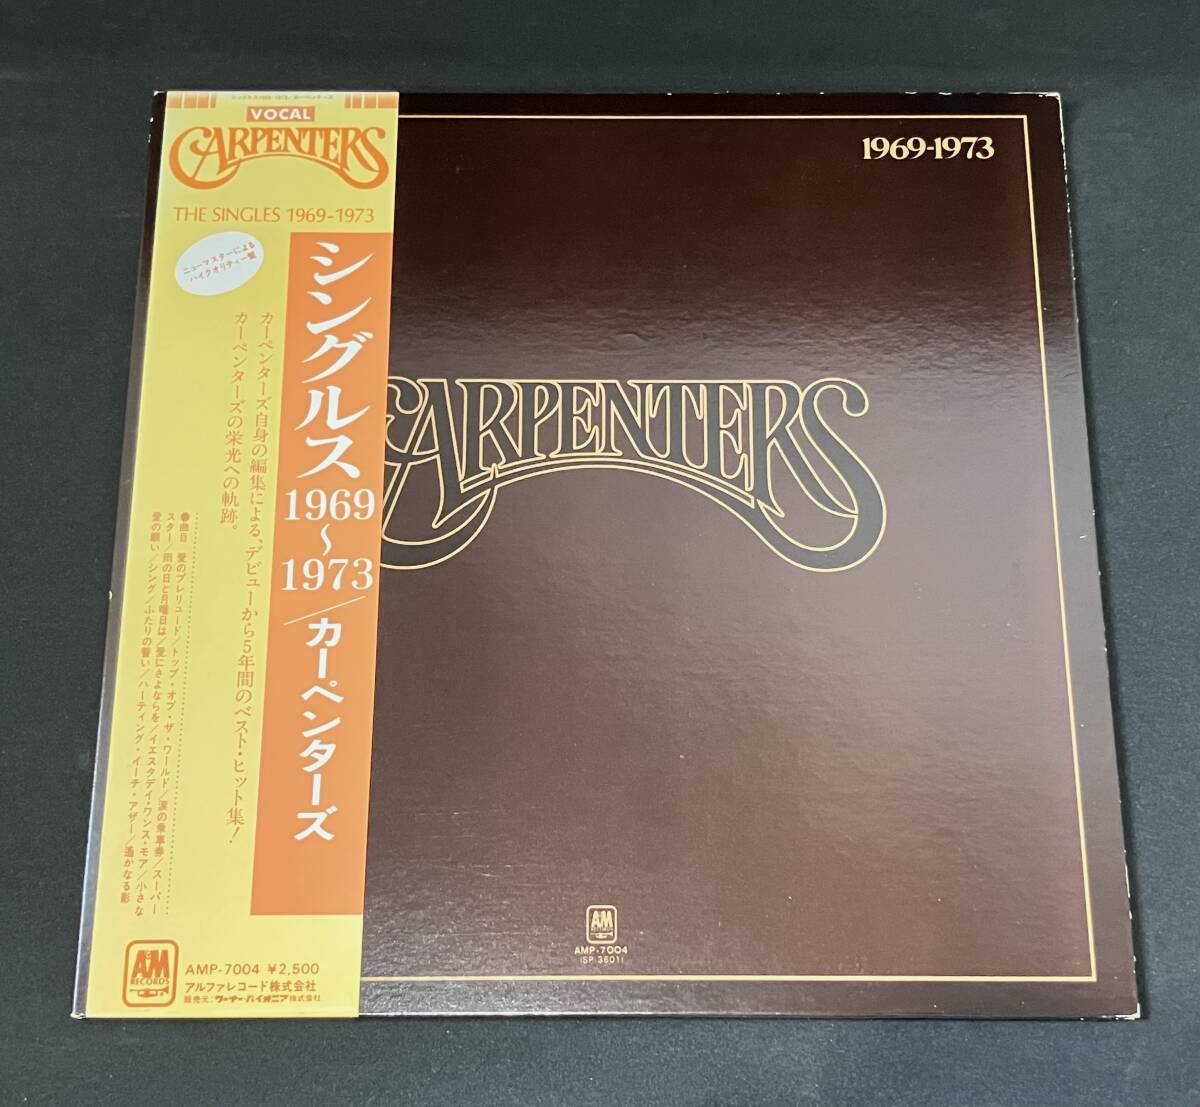 VOCAL
CARPENTERS
THE SINGLES 1969-1973
ニューマスターによる
ハイクオリティー盤
シングルス 1969〜1973／カーペンターズ
カーペンターズ自身の編集による、デビューから5年間のベスト・ヒット集！
カーペンターズの栄光への軌跡。
●曲目 愛のプレリュード／トップ・オブ・ザ・ワールド／涙の乗車券／スーパー
スター／雨の日と月曜日は／愛にさよならを／イエスタデイ・ワンス・モア／小さな
愛の願い／シング／ふたりの誓い／ハーティング・イーチ・アザー／遥かなる影
A&M
RECORDS
AMP-7004 ¥2,500
アルファレコード株式会社
販売元：ワーナー・パイオニア株式会社
1969-1973
CARPENTERS
A&M
RECORDS
AMP-7004
(SP 3601)